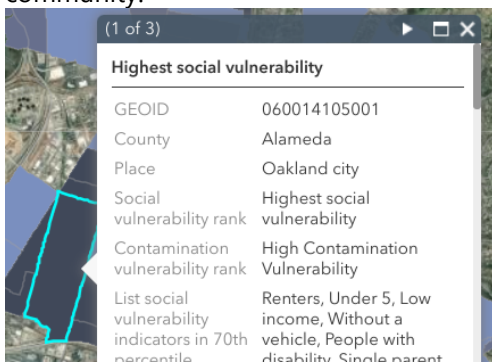 community.
(1 of 3)
Highest social vulnerability
GEOID 060014105001
County Alameda
Place Oakland city
Social Highest social
vulnerability rank vulnerability
Contamination High Contamination
vulnerability rank Vulnerability
List social Renters, Under 5, Low
vulnerability income, Without a
indicators in 70th vehicle, People with
percentile disability, Single parent